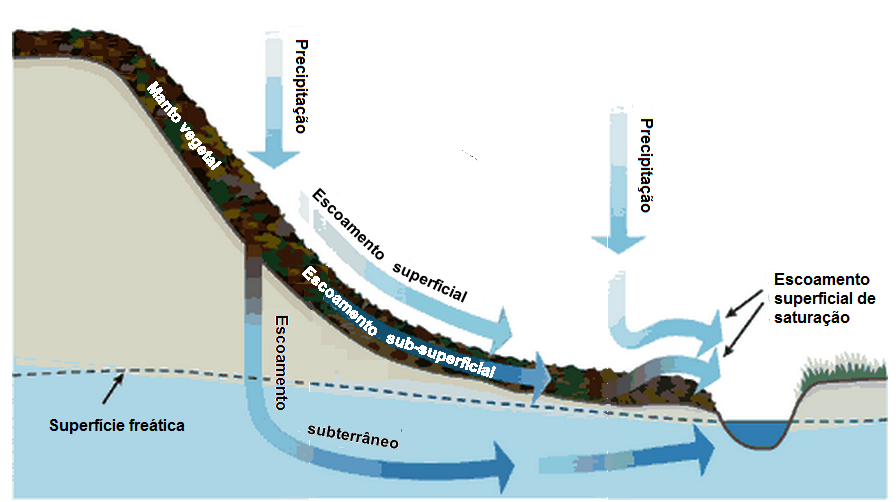 Precipitação
Manto vegetal
Precipitação
Escoamento superficial
Escoamento sub-superficial
Escoamento
superficial de
saturação
Escoamento
subterrâneo
Superfície freática